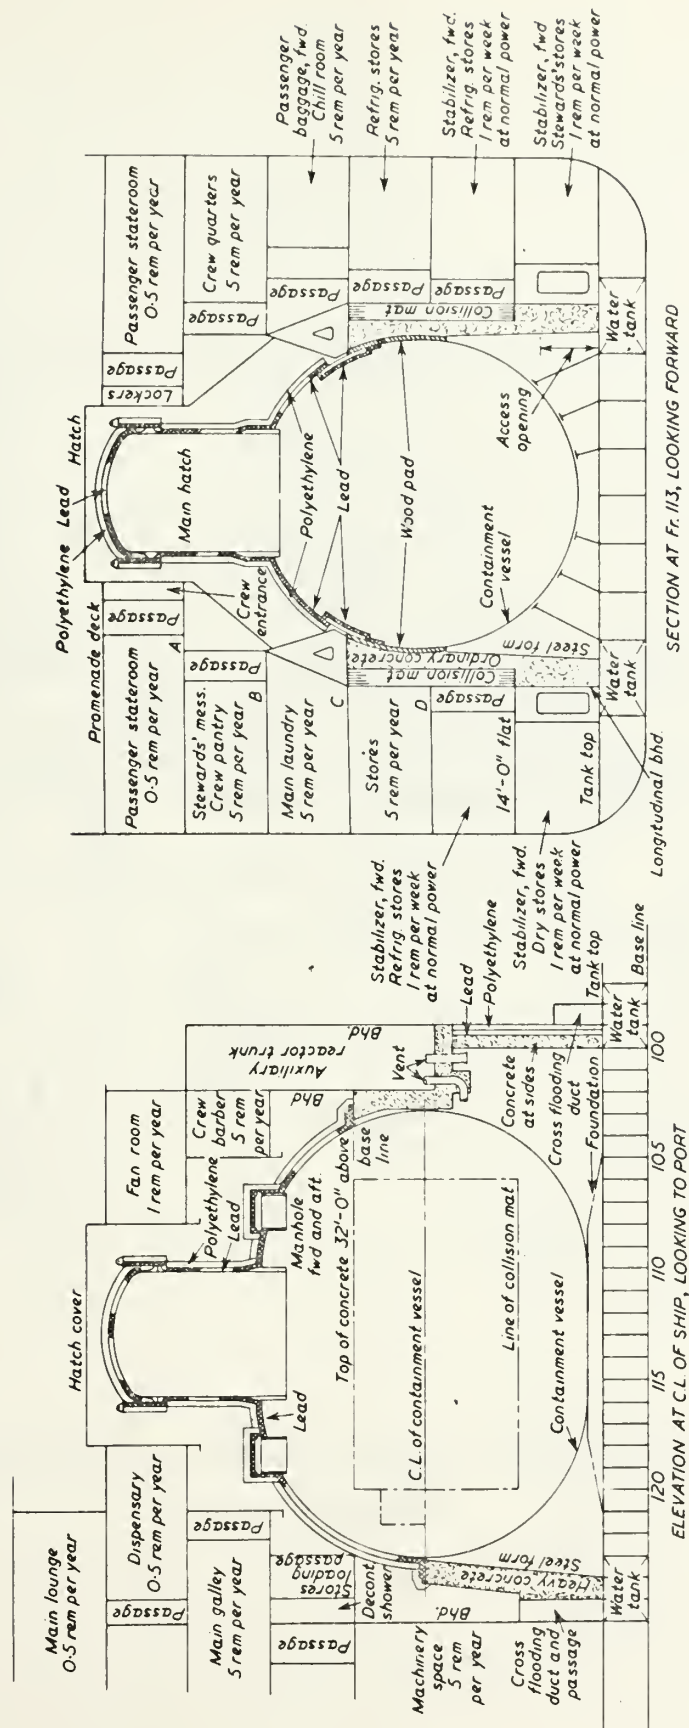 Main lounge
0·5 rem per year
Passage
Dispensary
0·5 rem per year
Main galley
5 rem per year
Passage
Passage
Stores
loading
passage
Decont.
shower
Machinery
space 5 rem
per year
Bhd.
Cross
flooding
duct and
passage
Heavy concrete
Steel form
Water
tank
Hatch cover
Fan room
1 rem per year
Polyethylene
Lead
Crew
barber
5 rem
per year
Manhole
fwd and aft.
Lead
Bhd
Auxiliary
reactor trunk
Bhd.
Top of concrete 32'-0" above
base
line
C.L. of containment vessel
Line of collision mat
Containment vessel
Vent
Lead
Polyethylene
Concrete
at sides
Cross flooding
duct
Foundation
Tank top
Water
tank
Base line
120
115
110
105
100
ELEVATION AT C.L. OF SHIP, LOOKING TO PORT
Promenade deck
Polyethylene
Lead
Hatch
Passenger stateroom
0·5 rem per year
A
Passage
Crew
entrance
Main hatch
Lockers
Passage
Passenger stateroom
0·5 rem per year
Stewards' mess.
Crew pantry
5 rem per year
B
Passage
Passage
Crew quarters
5 rem per year
Main laundry
5 rem per year
C
Passage
Passenger
baggage, fwd.
Chill room
5 rem per year
Stores
5 rem per year
D
Polyethylene
Lead
Wood pad
Passage
Refrig. stores
5 rem per year
Stabilizer, fwd.
Refrig. stores
1 rem per week
at normal power
14'-0" flat
Passage
Collision mat
Ordinary concrete
Steel form
Containment
vessel
Access
opening
Collision mat
Passage
Stabilizer, fwd.
Refrig. stores
1 rem per week
at normal power
Stabilizer, fwd.
Dry stores
1 rem per week
at normal power
Tank top
Stabilizer, fwd
Stewards' stores
1 rem per week
at normal power
Water
tank
Water
tank
Longitudinal bhd.
SECTION AT Fr. 113, LOOKING FORWARD